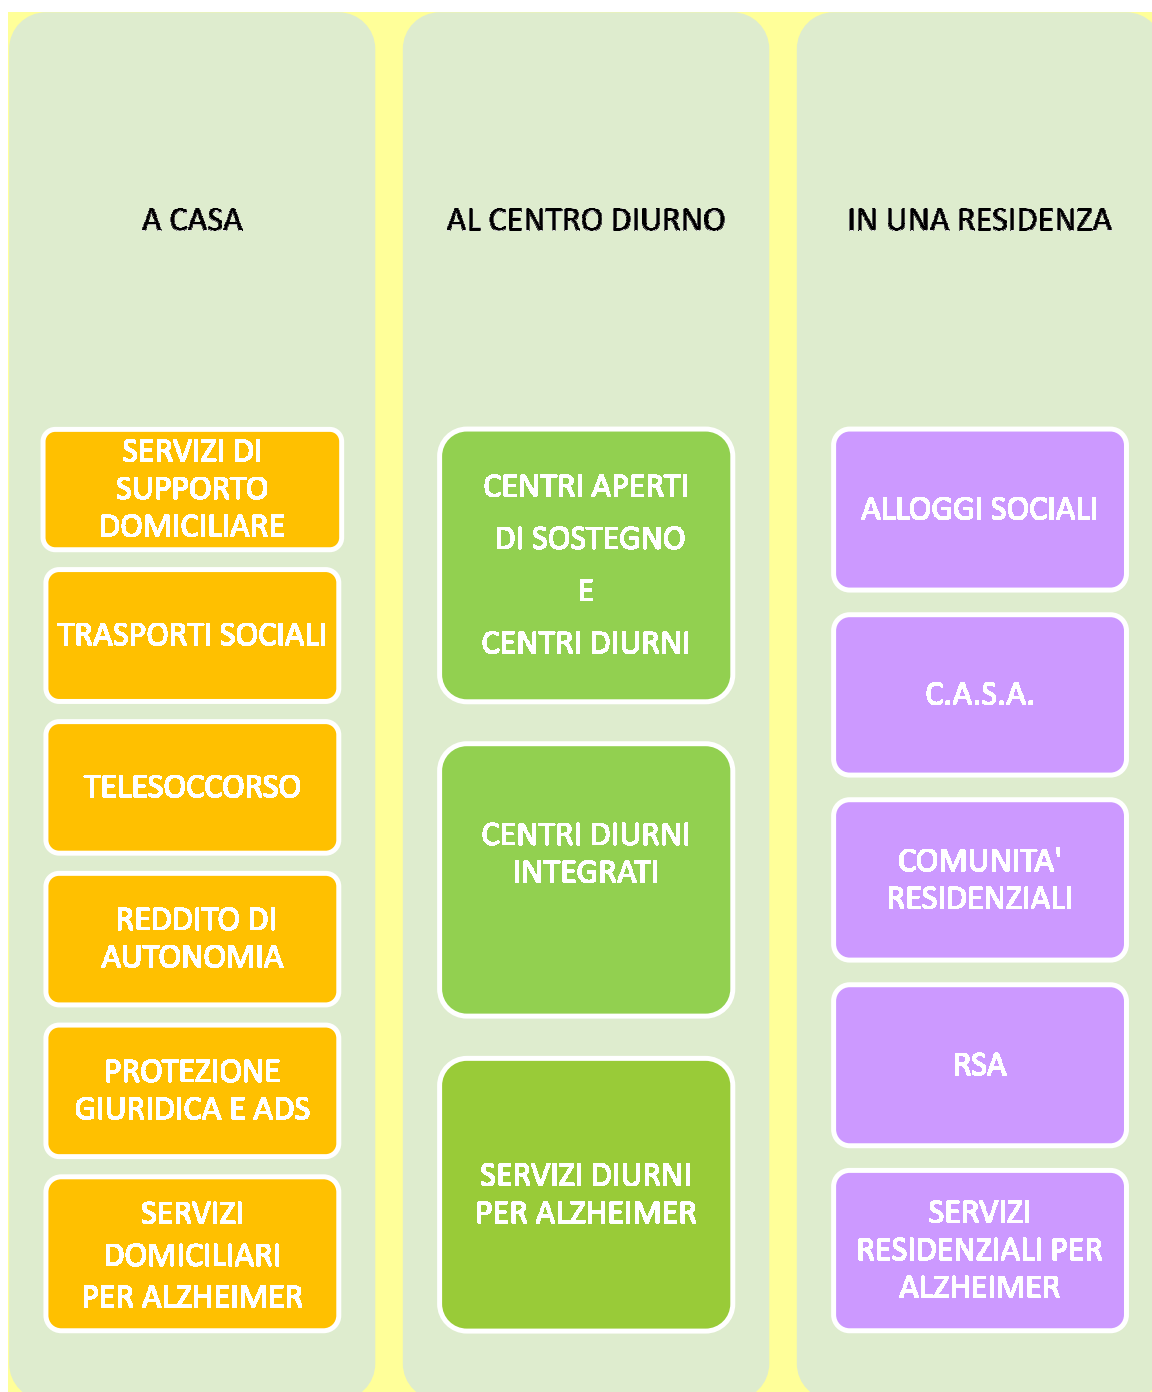 A CASA
SERVIZI DI
SUPPORTO
DOMICILIARE
TRASPORTI SOCIALI
TELESOCCORSO
REDDITO DI
AUTONOMIA
PROTEZIONE
GIURIDICA E ADS
SERVIZI
DOMICILIARI
PER ALZHEIMER
AL CENTRO DIURNO
CENTRI APERTI
DI SOSTEGNO
E
CENTRI DIURNI
CENTRI DIURNI
INTEGRATI
SERVIZI DIURNI
PER ALZHEIMER
IN UNA RESIDENZA
ALLOGGI SOCIALI
C.A.S.A.
COMUNITA'
RESIDENZIALI
RSA
SERVIZI
RESIDENZIALI PER
ALZHEIMER